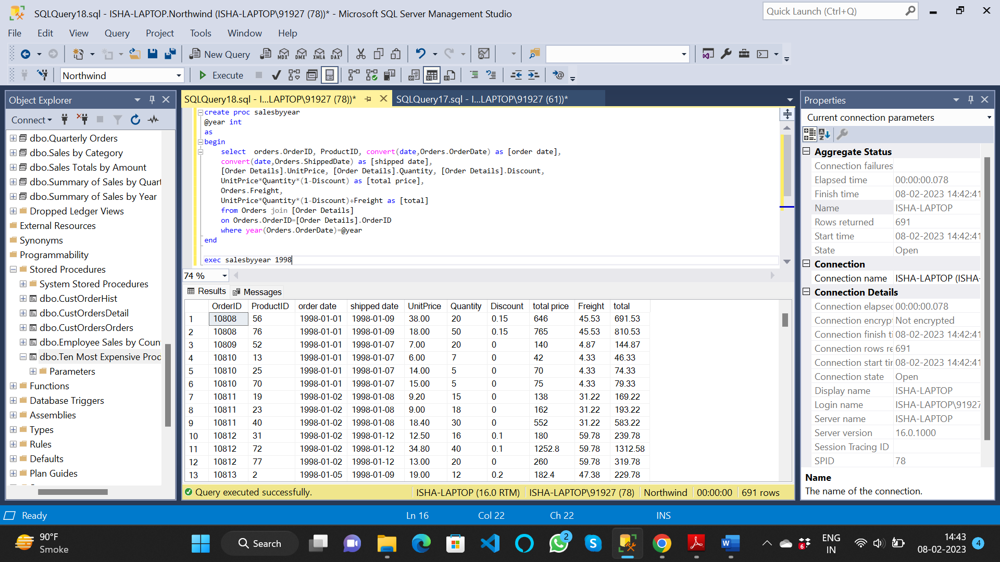 SQLQuery18.sql - ISHA-LAPTOP.Northwind (ISHA-LAPTOP\91927 (78))* - Microsoft SQL Server Management Studio
Quick Launch (Ctrl+Q)
File Edit View Query Project Tools Window Help
New Query MDX DMX XMLA DAX
Northwind Execute
Object Explorer
Connect
dbo.Quarterly Orders
dbo.Sales by Category
dbo.Sales Totals by Amount
dbo.Summary of Sales by Quart
dbo.Summary of Sales by Year
Dropped Ledger Views
External Resources
Synonyms
Programmability
Stored Procedures
System Stored Procedures
dbo.CustOrderHist
dbo.CustOrdersDetail
dbo.CustOrdersOrders
dbo.Employee Sales by Coun
dbo.Ten Most Expensive Proc
Parameters
Functions
Database Triggers
Assemblies
Types
Rules
Defaults
Plan Guides
SQLQuery18.sql - I...LAPTOP\91927 (78))* SQLQuery17.sql - I...LAPTOP\91927 (61))*
create proc salesbyyear
@year int
as
begin
select  orders.OrderID, ProductID, convert(date,Orders.OrderDate) as [order date],
convert(date,Orders.ShippedDate) as [shipped date],
[Order Details].UnitPrice, [Order Details].Quantity, [Order Details].Discount,
UnitPrice*Quantity*(1-Discount) as [total price],
Orders.Freight,
UnitPrice*Quantity*(1-Discount)+Freight as [total]
from Orders join [Order Details]
on Orders.OrderID=[Order Details].OrderID
where year(Orders.OrderDate)=@year
end
exec salesbyyear 1998
74 %
Results Messages
OrderID ProductID order date shipped date UnitPrice Quantity Discount total price Freight total
1 10808 56 1998-01-01 1998-01-09 38.00 20 0.15 646 45.53 691.53
2 10808 76 1998-01-01 1998-01-09 18.00 50 0.15 765 45.53 810.53
3 10809 52 1998-01-01 1998-01-07 7.00 20 0 140 4.87 144.87
4 10810 13 1998-01-01 1998-01-07 6.00 7 0 42 4.33 46.33
5 10810 25 1998-01-01 1998-01-07 14.00 5 0 70 4.33 74.33
6 10810 70 1998-01-01 1998-01-07 15.00 5 0 75 4.33 79.33
7 10811 19 1998-01-02 1998-01-08 9.20 15 0 138 31.22 169.22
8 10811 23 1998-01-02 1998-01-08 9.00 18 0 162 31.22 193.22
9 10811 40 1998-01-02 1998-01-08 18.40 30 0 552 31.22 583.22
10 10812 31 1998-01-02 1998-01-12 12.50 16 0.1 180 59.78 239.78
11 10812 72 1998-01-02 1998-01-12 34.80 40 0.1 1252.8 59.78 1312.58
12 10812 77 1998-01-02 1998-01-12 13.00 20 0 260 59.78 319.78
13 10813 2 1998-01-05 1998-01-09 19.00 12 0.2 182.4 47.38 229.78
Query executed successfully. ISHA-LAPTOP (16.0 RTM) ISHA-LAPTOP\91927 (78) Northwind 00:00:00 691 rows
Properties
Current connection parameters
Aggregate Status
Connection failures
Elapsed time 00:00:00.078
Finish time 08-02-2023 14:42:41
Name ISHA-LAPTOP
Rows returned 691
Start time 08-02-2023 14:42:41
State Open
Connection
Connection name ISHA-LAPTOP (ISHA-
Connection Details
Connection elapsec 00:00:00.078
Connection encryp Not encrypted
Connection finish ti 08-02-2023 14:42:41
Connection rows re 691
Connection start tir 08-02-2023 14:42:41
Connection state Open
Display name ISHA-LAPTOP
Login name ISHA-LAPTOP\91927
Server name ISHA-LAPTOP
Server version 16.0.1000
Session Tracing ID
SPID 78
Name
The name of the connection.
Ready Ln 16 Col 22 Ch 22 INS
90°F
Smoke
Search
2
6
ENG
IN
14:43
08-02-2023
4